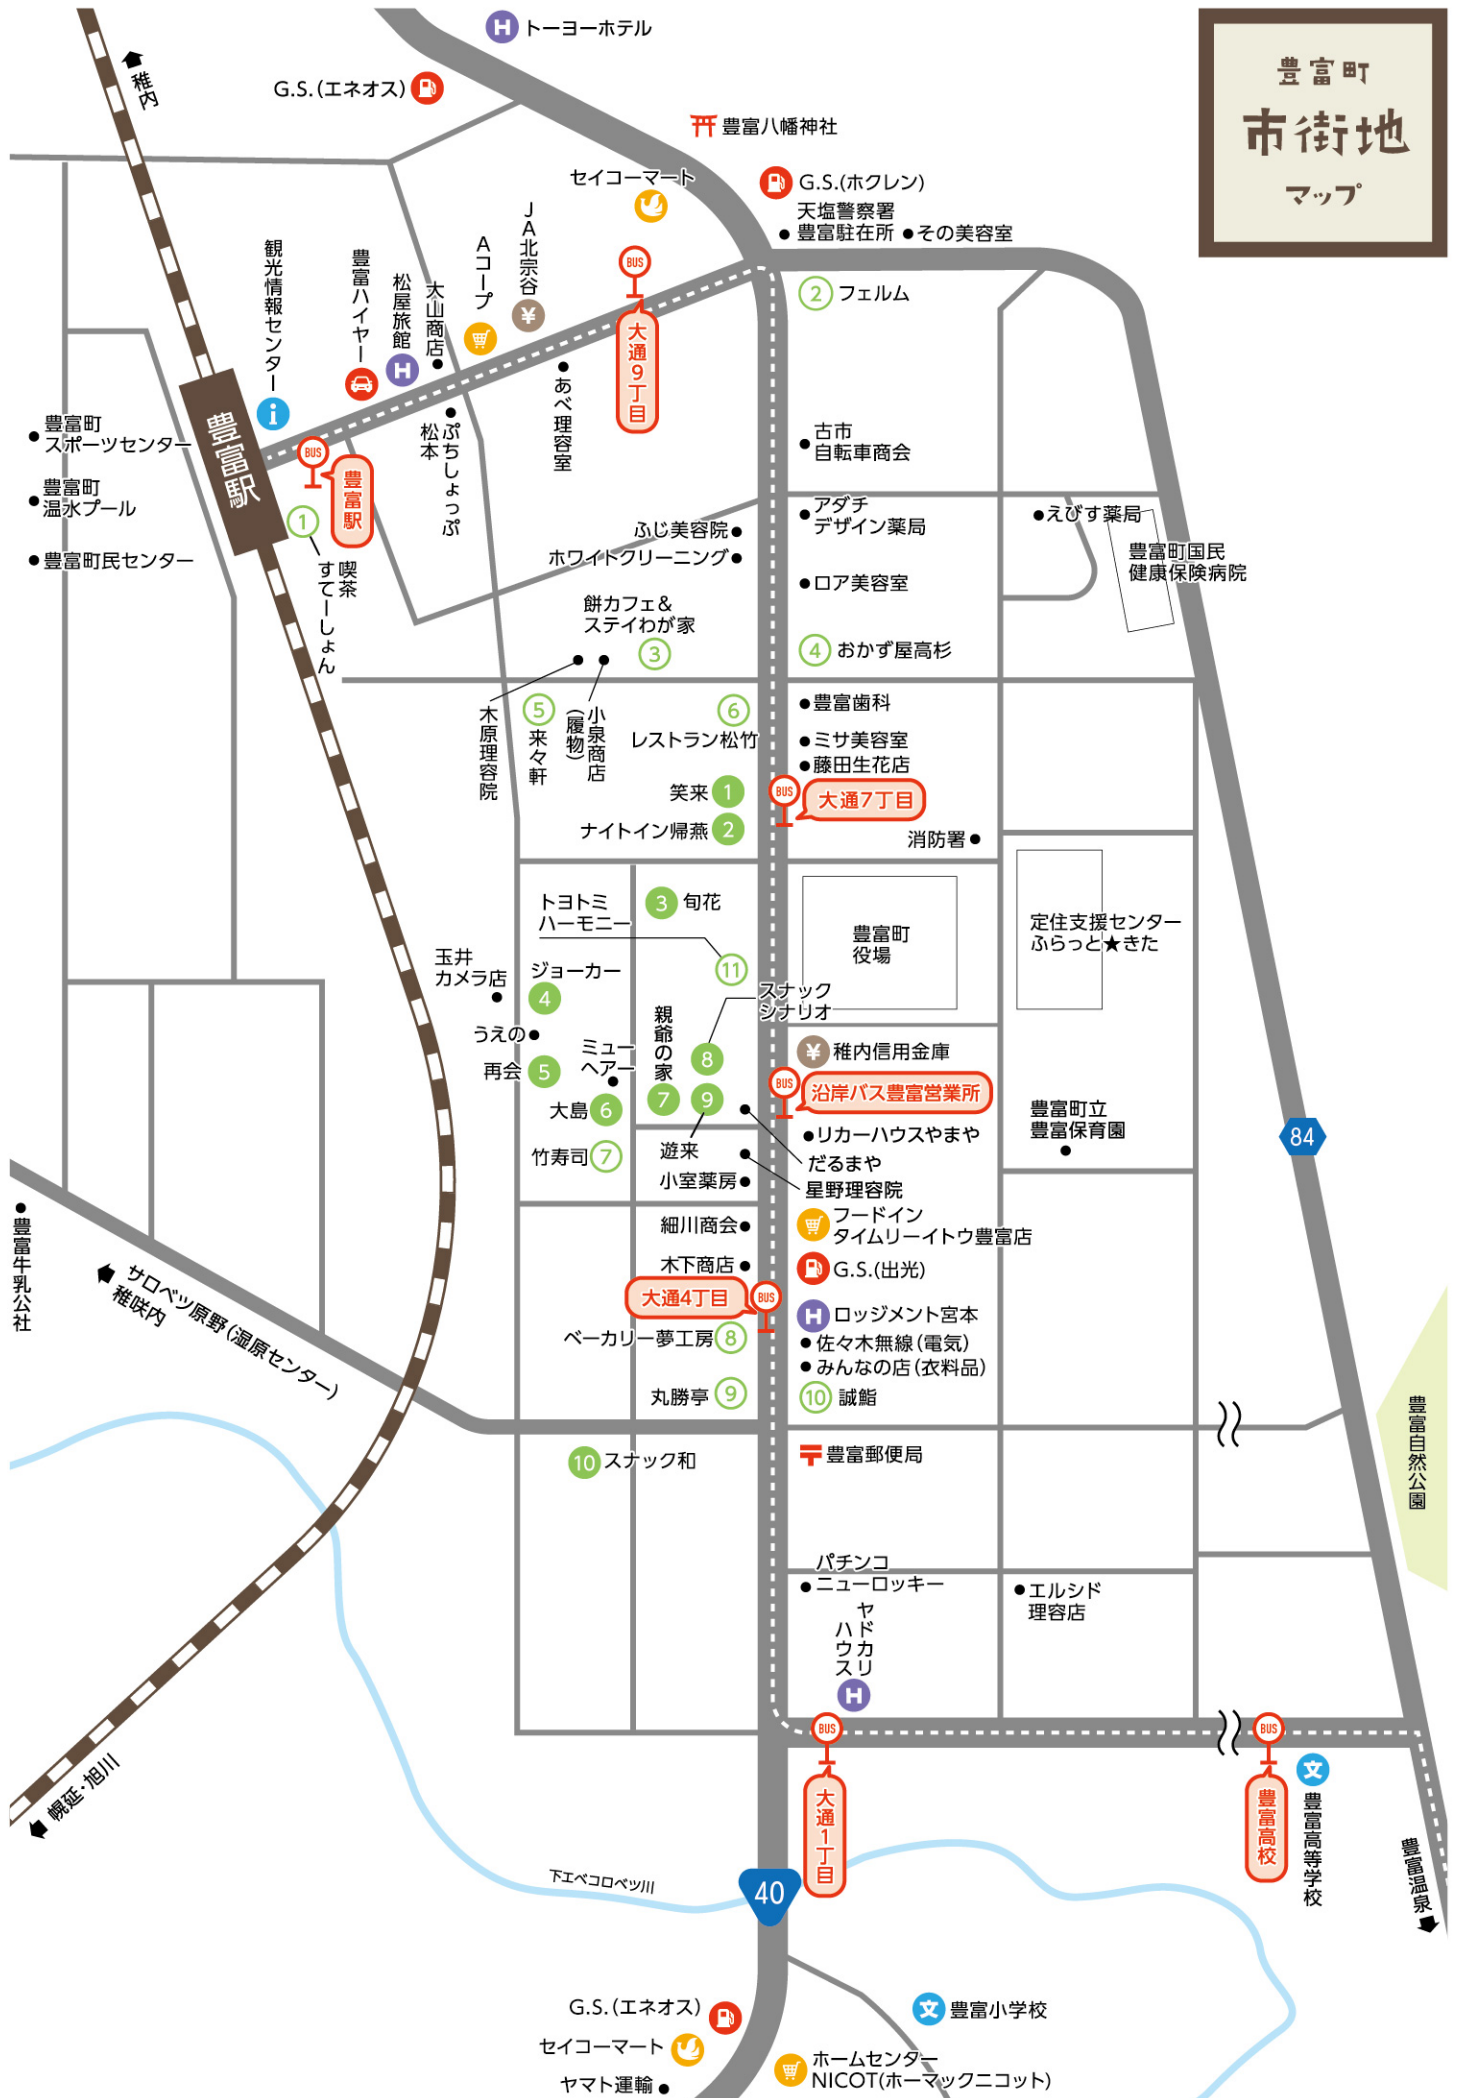 豊富町
市街地
マップ
稚内
トーヨーホテル
G.S.(エネオス)
豊富八幡神社
セイコーマート
G.S.(ホクレン)
天塩警察署
豊富駐在所
その美容室
フェルム
2
観光情報センター
豊富ハイヤー
松屋旅館
大山商店
Aコープ
JA北宗谷
BUS
大通9丁目
あべ理容室
ぷちしょっぷ
松本
豊富町
スポーツセンター
豊富町
温水プール
豊富町民センター
豊富駅
BUS
豊富駅
1
喫茶
すてーしょん
古市
自転車商会
アダチ
デザイン薬局
えびす薬局
豊富町国民
健康保険病院
ふじ美容院
ホワイトクリーニング
ロア美容室
餅カフェ&
ステイわが家
3
4
おかず屋高杉
木原理容院
5
来々軒
小泉商店
(履物)
6
レストラン松竹
豊富歯科
ミサ美容室
藤田生花店
笑来
1
BUS
大通7丁目
ナイトイン帰燕
2
消防署
トヨトミ
ハーモニー
3
旬花
11
豊富町
役場
定住支援センター
ふらっと★きた
玉井
カメラ店
ジョーカー
4
スナック
シナリオ
うえの
再会
5
ミュー
ヘアー
親爺の家
8
大島
6
7
9
稚内信用金庫
BUS
沿岸バス豊富営業所
豊富町立
豊富保育園
84
リカーハウスやまや
竹寿司
7
遊来
だるまや
小室薬房
星野理容院
細川商会
フードイン
タイムリーイトウ豊富店
木下商店
G.S.(出光)
大通4丁目
BUS
ロッジメント宮本
ベーカリー夢工房
8
佐々木無線(電気)
みんなの店(衣料品)
丸勝亭
9
10
誠鮨
豊富牛乳公社
サロベツ原野(湿原センター)
稚咲内
豊富自然公園
10
スナック和
豊富郵便局
パチンコ
ニューロッキー
エルシド
理容店
ヤドカリ
ハウス
BUS
大通1丁目
BUS
豊富高校
文
豊富高等学校
豊富温泉
幌延・旭川
下エベコロベツ川
40
G.S.(エネオス)
セイコーマート
ヤマト運輸
文
豊富小学校
ホームセンター
NICOT(ホーマックニコット)